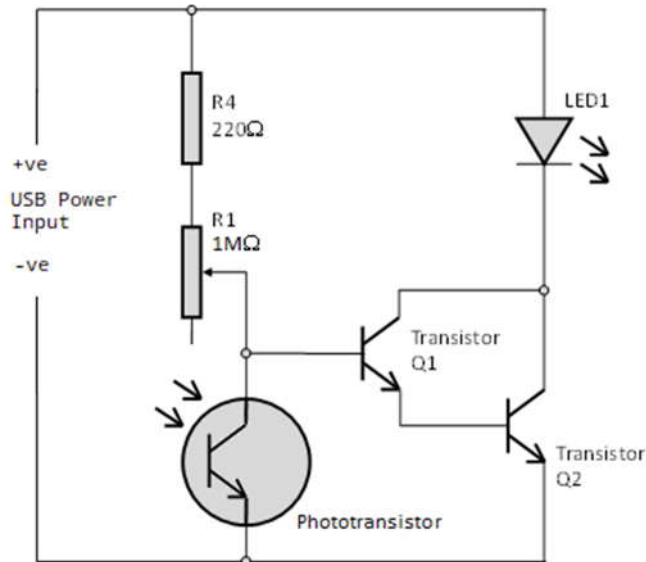 R4
220Ω
LED1
+ve
USB Power
Input
-ve
R1
1MΩ
Transistor
Q1
Transistor
Q2
Phototransistor